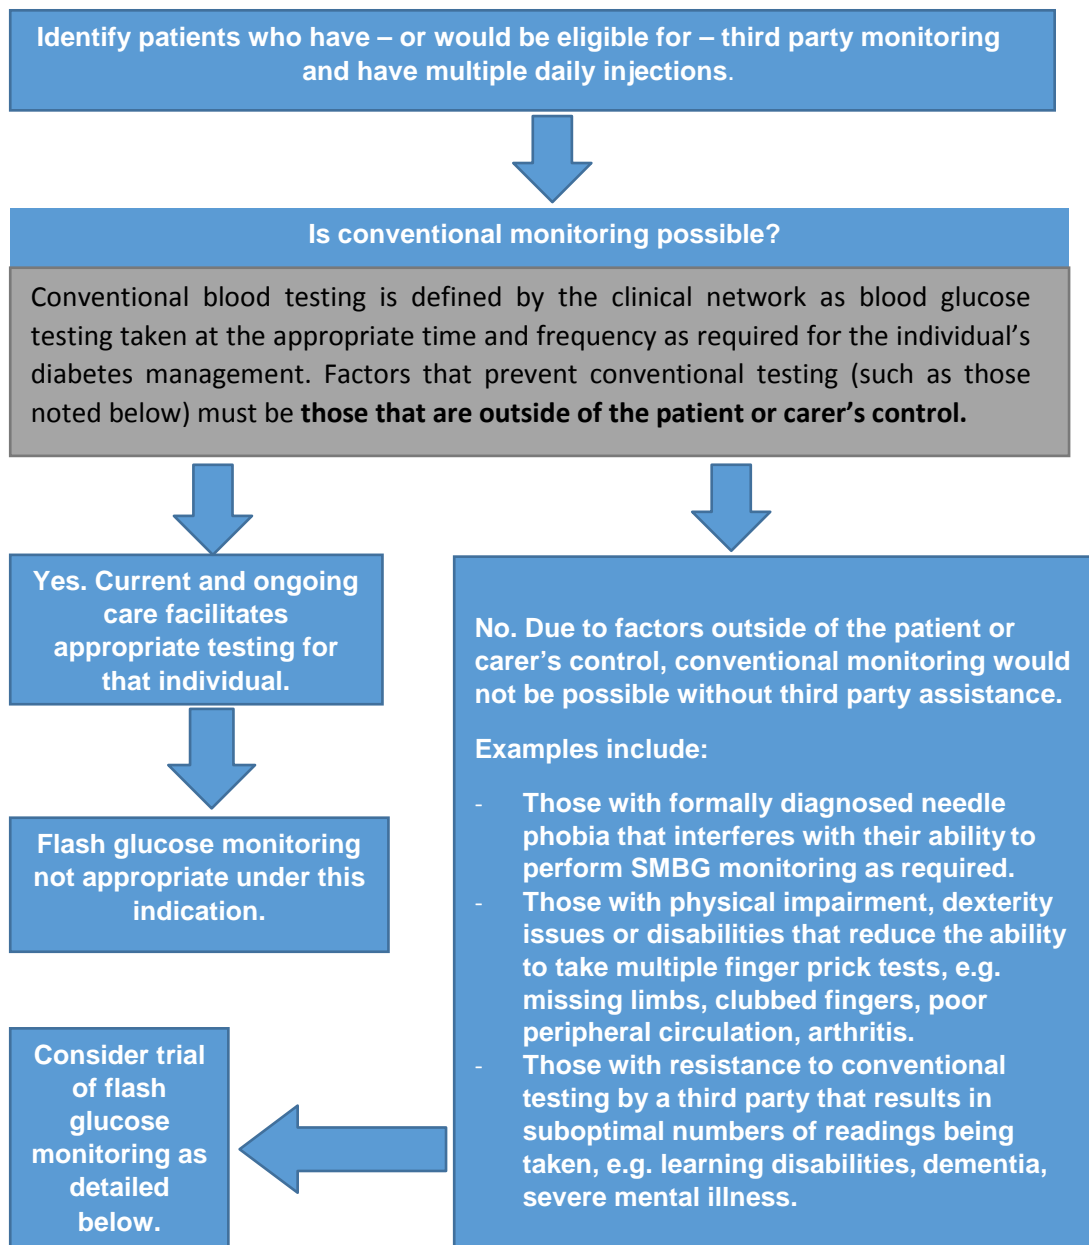 Identify patients who have – or would be eligible for – third party monitoring
and have multiple daily injections.
Is conventional monitoring possible?
Conventional blood testing is defined by the clinical network as blood glucose
testing taken at the appropriate time and frequency as required for the individual’s
diabetes management. Factors that prevent conventional testing (such as those
noted below) must be those that are outside of the patient or carer’s control.
Yes. Current and ongoing
care facilitates
appropriate testing for
that individual.
Flash glucose monitoring
not appropriate under this
indication.
No. Due to factors outside of the patient or
carer’s control, conventional monitoring would
not be possible without third party assistance.
Examples include:
- Those with formally diagnosed needle
phobia that interferes with their ability to
perform SMBG monitoring as required.
- Those with physical impairment, dexterity
issues or disabilities that reduce the ability
to take multiple finger prick tests, e.g.
missing limbs, clubbed fingers, poor
peripheral circulation, arthritis.
- Those with resistance to conventional
testing by a third party that results in
suboptimal numbers of readings being
taken, e.g. learning disabilities, dementia,
severe mental illness.
Consider trial
of flash
glucose
monitoring as
detailed
below.